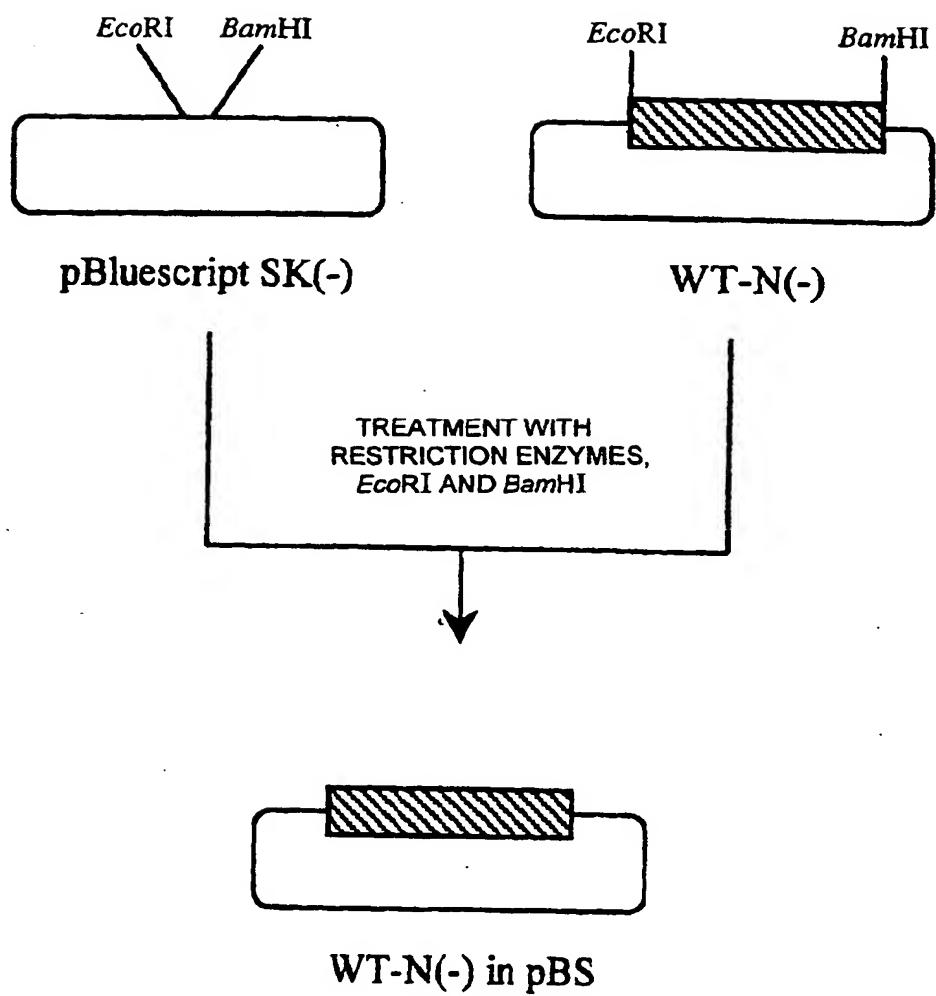 EcoRI BamHI
EcoRI BamHI
pBluescript SK(-)
WT-N(-)
TREATMENT WITH
RESTRICTION ENZYMES,
EcoRI AND BamHI
WT-N(-) in pBS